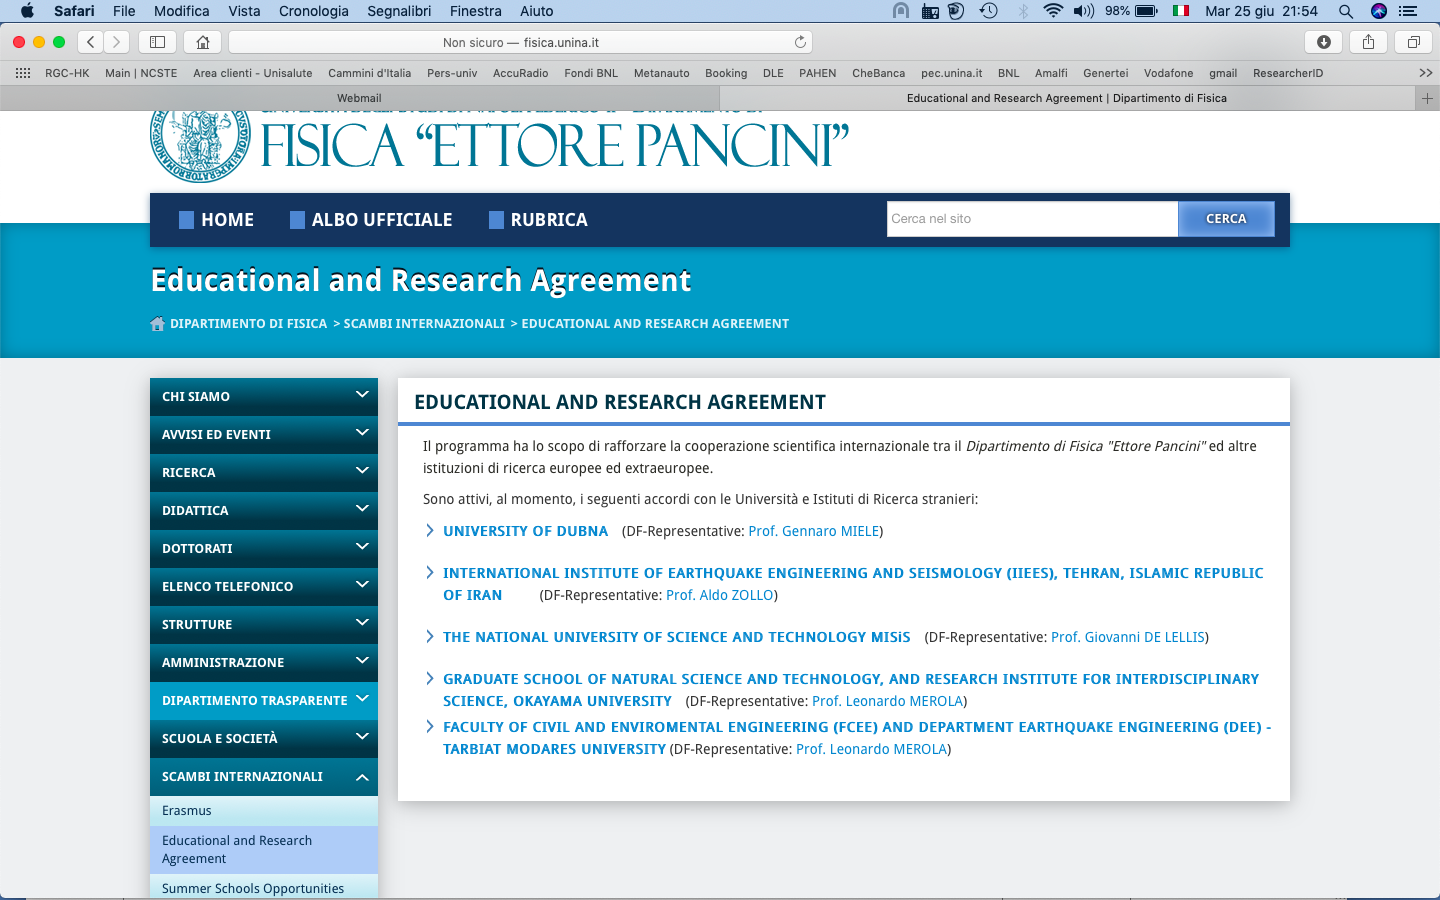 Safari File Modifica Vista Cronologia Segnalibri Finestra Aiuto 98% Mar 25 giu 21:54
Non sicuro — fisica.unina.it
RGC-HK Main | NCSTE Area clienti - Unisalute Cammini d'Italia Pers-univ AccuRadio Fondi BNL Metanauto Booking DLE PAHEN CheBanca pec.unina.it BNL Amalfi Genertei Vodafone gmail ResearcherID
Webmail Educational and Research Agreement | Dipartimento di Fisica
FISICA “ETTORE PANCINI”
HOME ALBO UFFICIALE RUBRICA Cerca nel sito CERCA
Educational and Research Agreement
DIPARTIMENTO DI FISICA > SCAMBI INTERNAZIONALI > EDUCATIONAL AND RESEARCH AGREEMENT
CHI SIAMO
AVVISI ED EVENTI
RICERCA
DIDATTICA
DOTTORATI
ELENCO TELEFONICO
STRUTTURE
AMMINISTRAZIONE
DIPARTIMENTO TRASPARENTE
SCUOLA E SOCIETÀ
SCAMBI INTERNAZIONALI
Erasmus
Educational and Research
Agreement
Summer Schools Opportunities
EDUCATIONAL AND RESEARCH AGREEMENT
Il programma ha lo scopo di rafforzare la cooperazione scientifica internazionale tra il Dipartimento di Fisica "Ettore Pancini" ed altre
istituzioni di ricerca europee ed extraeuropee.
Sono attivi, al momento, i seguenti accordi con le Università e Istituti di Ricerca stranieri:
UNIVERSITY OF DUBNA (DF-Representative: Prof. Gennaro MIELE)
INTERNATIONAL INSTITUTE OF EARTHQUAKE ENGINEERING AND SEISMOLOGY (IIEES), TEHRAN, ISLAMIC REPUBLIC
OF IRAN (DF-Representative: Prof. Aldo ZOLLO)
THE NATIONAL UNIVERSITY OF SCIENCE AND TECHNOLOGY MISiS (DF-Representative: Prof. Giovanni DE LELLIS)
GRADUATE SCHOOL OF NATURAL SCIENCE AND TECHNOLOGY, AND RESEARCH INSTITUTE FOR INTERDISCIPLINARY
SCIENCE, OKAYAMA UNIVERSITY (DF-Representative: Prof. Leonardo MEROLA)
FACULTY OF CIVIL AND ENVIROMENTAL ENGINEERING (FCEE) AND DEPARTMENT EARTHQUAKE ENGINEERING (DEE) -
TARBIAT MODARES UNIVERSITY (DF-Representative: Prof. Leonardo MEROLA)